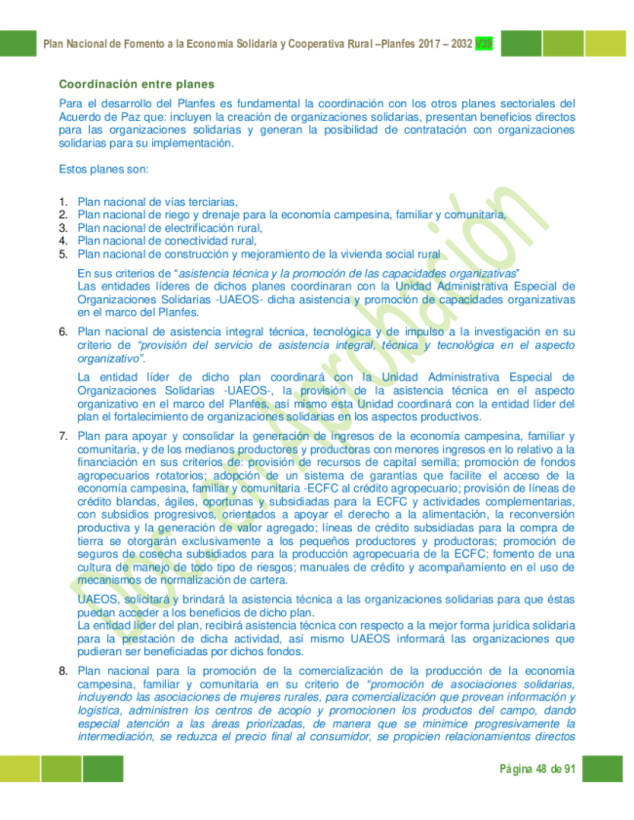 Plan Nacional de Fomento a la Economía Solidaria y Cooperativa Rural –Planfes 2017 – 2032 v39
Coordinación entre planes
Para el desarrollo del Planfes es fundamental la coordinación con los otros planes sectoriales del
Acuerdo de Paz que: incluyen la creación de organizaciones solidarias, presentan beneficios directos
para las organizaciones solidarias y generan la posibilidad de contratación con organizaciones
solidarias para su implementación.
Estos planes son:
1. Plan nacional de vías terciarias,
2. Plan nacional de riego y drenaje para la economía campesina, familiar y comunitaria,
3. Plan nacional de electrificación rural,
4. Plan nacional de conectividad rural,
5. Plan nacional de construcción y mejoramiento de la vivienda social rural
En sus criterios de “asistencia técnica y la promoción de las capacidades organizativas”
Las entidades líderes de dichos planes coordinaran con la Unidad Administrativa Especial de
Organizaciones Solidarias -UAEOS- dicha asistencia y promoción de capacidades organizativas
en el marco del Planfes.
6. Plan nacional de asistencia integral técnica, tecnológica y de impulso a la investigación en su
criterio de “provisión del servicio de asistencia integral, técnica y tecnológica en el aspecto
organizativo”.
La entidad líder de dicho plan coordinará con la Unidad Administrativa Especial de
Organizaciones Solidarias -UAEOS-, la provisión de la asistencia técnica en el aspecto
organizativo en el marco del Planfes, así mismo esta Unidad coordinará con la entidad líder del
plan el fortalecimiento de organizaciones solidarias en los aspectos productivos.
7. Plan para apoyar y consolidar la generación de ingresos de la economía campesina, familiar y
comunitaria, y de los medianos productores y productoras con menores ingresos en lo relativo a la
financiación en sus criterios de: provisión de recursos de capital semilla; promoción de fondos
agropecuarios rotatorios; adopción de un sistema de garantías que facilite el acceso de la
economía campesina, familiar y comunitaria -ECFC al crédito agropecuario; provisión de líneas de
crédito blandas, ágiles, oportunas y subsidiadas para la ECFC y actividades complementarias,
con subsidios progresivos, orientados a apoyar el derecho a la alimentación, la reconversión
productiva y la generación de valor agregado; líneas de crédito subsidiadas para la compra de
tierra se otorgarán exclusivamente a los pequeños productores y productoras; promoción de
seguros de cosecha subsidiados para la producción agropecuaria de la ECFC; fomento de una
cultura de manejo de todo tipo de riesgos; manuales de crédito y acompañamiento en el uso de
mecanismos de normalización de cartera.
UAEOS, solicitará y brindará la asistencia técnica a las organizaciones solidarias para que éstas
puedan acceder a los beneficios de dicho plan.
La entidad líder del plan, recibirá asistencia técnica con respecto a la mejor forma jurídica solidaria
para la prestación de dicha actividad, así mismo UAEOS informará las organizaciones que
pudieran ser beneficiarias por dichos fondos.
8. Plan nacional para la promoción de la comercialización de la producción de la economía
campesina, familiar y comunitaria en su criterio de “promoción de asociaciones solidarias,
incluyendo las asociaciones de mujeres rurales, para comercialización que provean información y
logística, administren los centros de acopio y promocionen los productos del campo, dando
especial atención a las áreas priorizadas, de manera que se minimice progresivamente la
intermediación, se reduzca el precio final al consumidor, se propicien relacionamientos directos
Doc. en Aprobación
Página 48 de 91